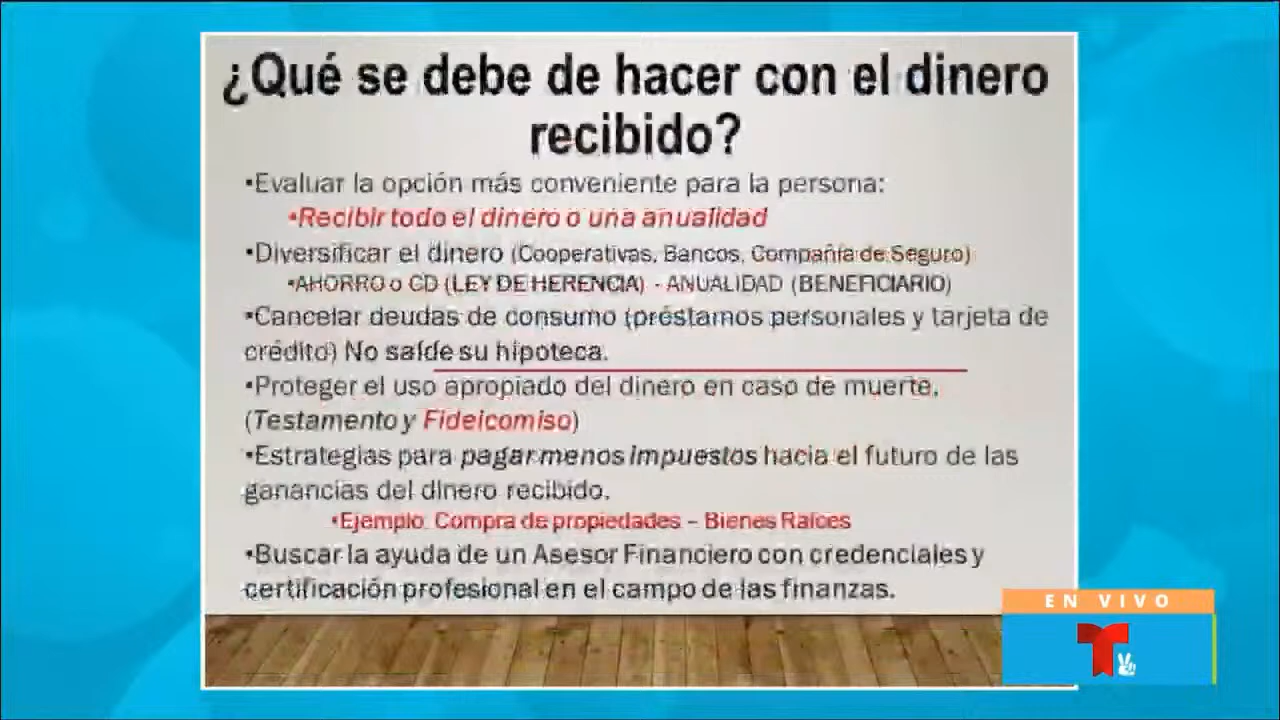 ¿Qué se debe de hacer con el dinero
recibido?
•Evaluar la opción más conveniente para la persona:
•Recibir todo el dinero o una anualidad
•Diversificar el dinero (Cooperativas, Bancos, Compañía de Seguro)
•AHORRO o CD (LEY DE HERENCIA) - ANUALIDAD (BENEFICIARIO)
•Cancelar deudas de consumo (préstamos personales y tarjeta de
crédito) No salde su hipoteca.
•Proteger el uso apropiado del dinero en caso de muerte.
(Testamento y Fideicomiso)
•Estrategias para pagar menos impuestos hacia el futuro de las
ganancias del dinero recibido.
•Ejemplo: Compra de propiedades – Bienes Raíces
•Buscar la ayuda de un Asesor Financiero con credenciales y
certificación profesional en el campo de las finanzas.
EN VIVO